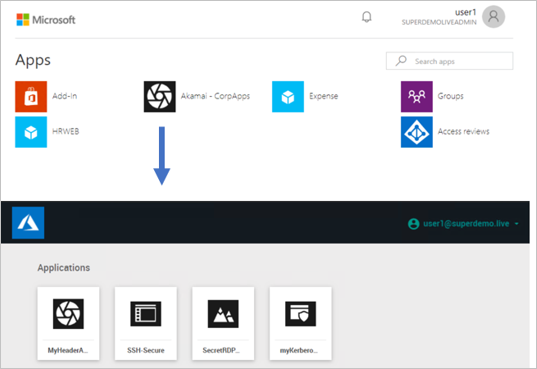 Microsoft
user1
SUPERDEMOLIVEADMIN
Apps
Search apps
Add-In
Akamai - CorpApps
Expense
Groups
HRWEB
Access reviews
user1@superdemo.live
Applications
MyHeaderA...
SSH-Secure
SecretRDP...
myKerbero...